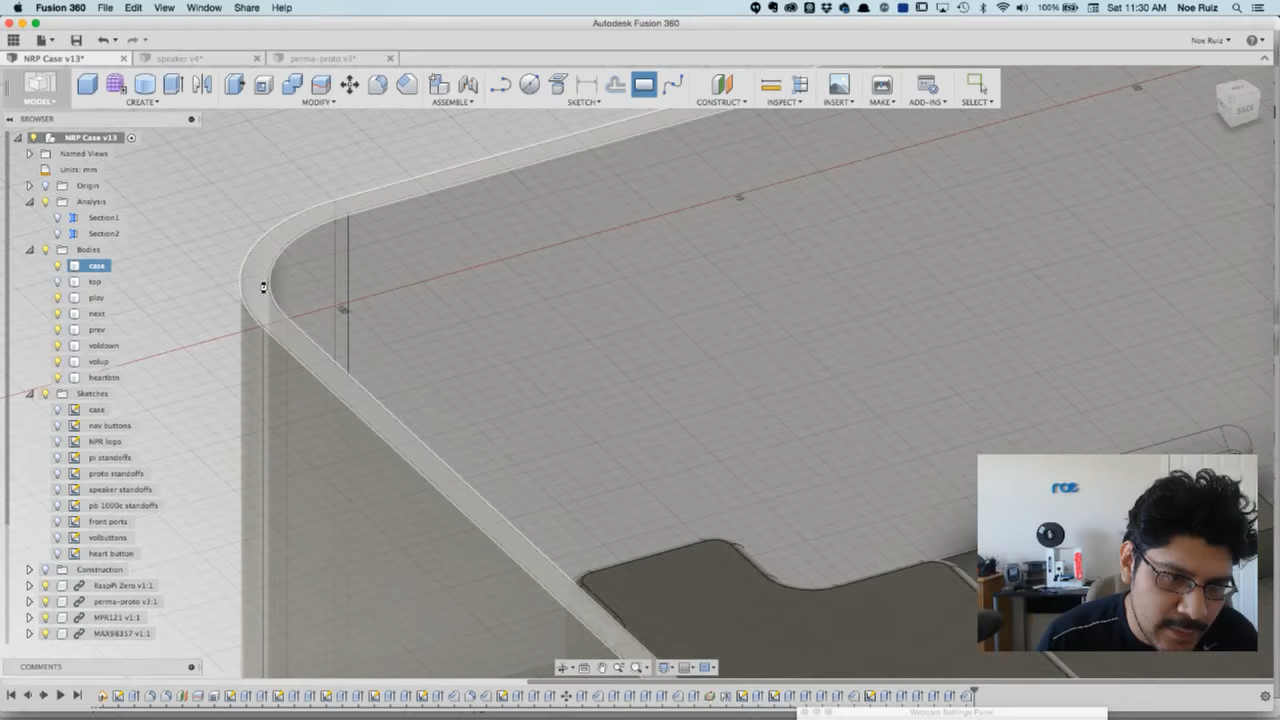 Fusion 360 File Edit View Window Share Help
100% Sat 11:30 AM Noe Ruiz
Autodesk Fusion 360
Noe Ruiz
NRP Case v13* speaker v4* perma-proto v3*
MODEL CREATE MODIFY ASSEMBLE SKETCH CONSTRUCT INSPECT INSERT MAKE ADD-INS SELECT
BROWSER
BACK
NRP Case v13
Named Views
Units: mm
Origin
Analysis
Section1
Section2
Bodies
case
top
play
next
prev
voldown
volup
heartbtn
Sketches
case
nav buttons
NPR logo
pi standoffs
proto standoffs
speaker standoffs
pb 1000c standoffs
front ports
volbuttons
heart button
Construction
RaspPi Zero v1:1
perma-proto v3:1
MPR121 v1:1
MAX98357 v1:1
COMMENTS
noe
Webcam Settings Panel